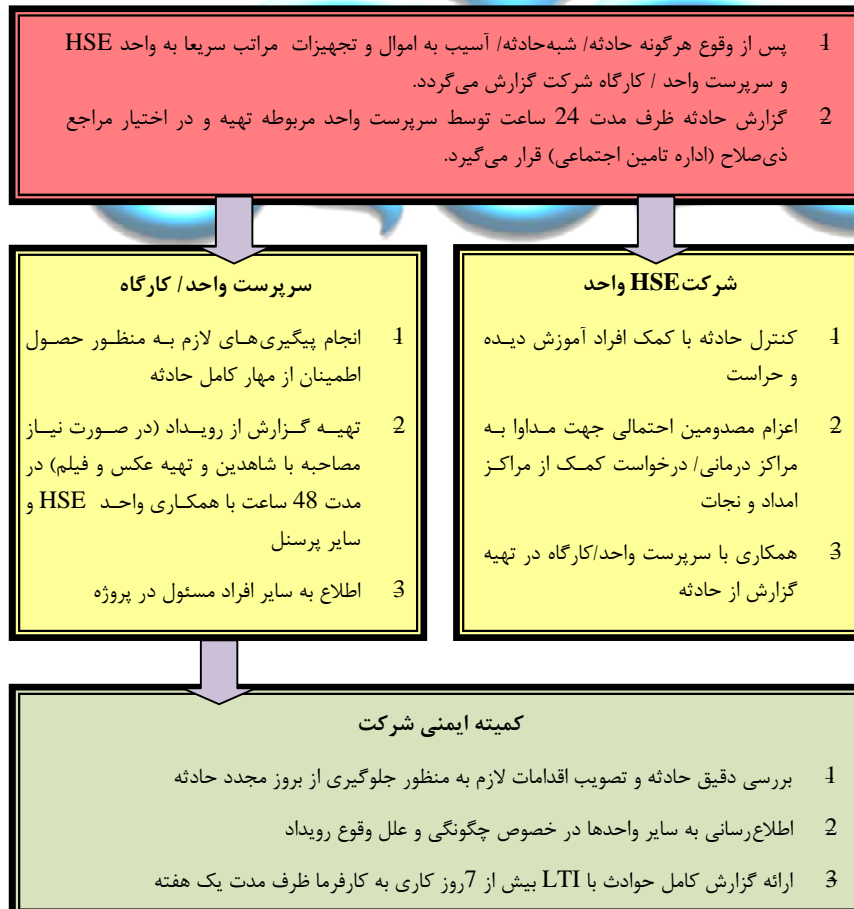 1- پس از وقوع هرگونه حادثه/ شبه‌حادثه/ آسیب به اموال و تجهیزات مراتب سریعا به واحد HSE
و سرپرست واحد / کارگاه شرکت گزارش می‌گردد.
2- گزارش حادثه ظرف مدت 24 ساعت توسط سرپرست واحد مربوطه تهیه و در اختیار مراجع
ذی‌صلاح (اداره تامین اجتماعی) قرار می‌گیرد.
شرکتHSE واحد
1- کنترل حادثه با کمک افراد آموزش دیده
و حراست
2- اعزام مصدومین احتمالی جهت مداوا به
مراکز درمانی/ درخواست کمک از مراکز
امداد و نجات
3- همکاری با سرپرست واحد/کارگاه در تهیه
گزارش از حادثه
سرپرست واحد/ کارگاه
1- انجام پیگیری‌های لازم به منظور حصول
اطمینان از مهار کامل حادثه
2- تهیه گزارش از رویداد (در صورت نیاز
مصاحبه با شاهدین و تهیه عکس و فیلم) در
مدت 48 ساعت با همکاری واحد HSE و
سایر پرسنل
3- اطلاع به سایر افراد مسئول در پروژه
کمیته ایمنی شرکت
1- بررسی دقیق حادثه و تصویب اقدامات لازم به منظور جلوگیری از بروز مجدد حادثه
2- اطلاع‌رسانی به سایر واحدها در خصوص چگونگی و علل وقوع رویداد
3- ارائه گزارش کامل حوادث با LTI بیش از 7روز کاری به کارفرما ظرف مدت یک هفته